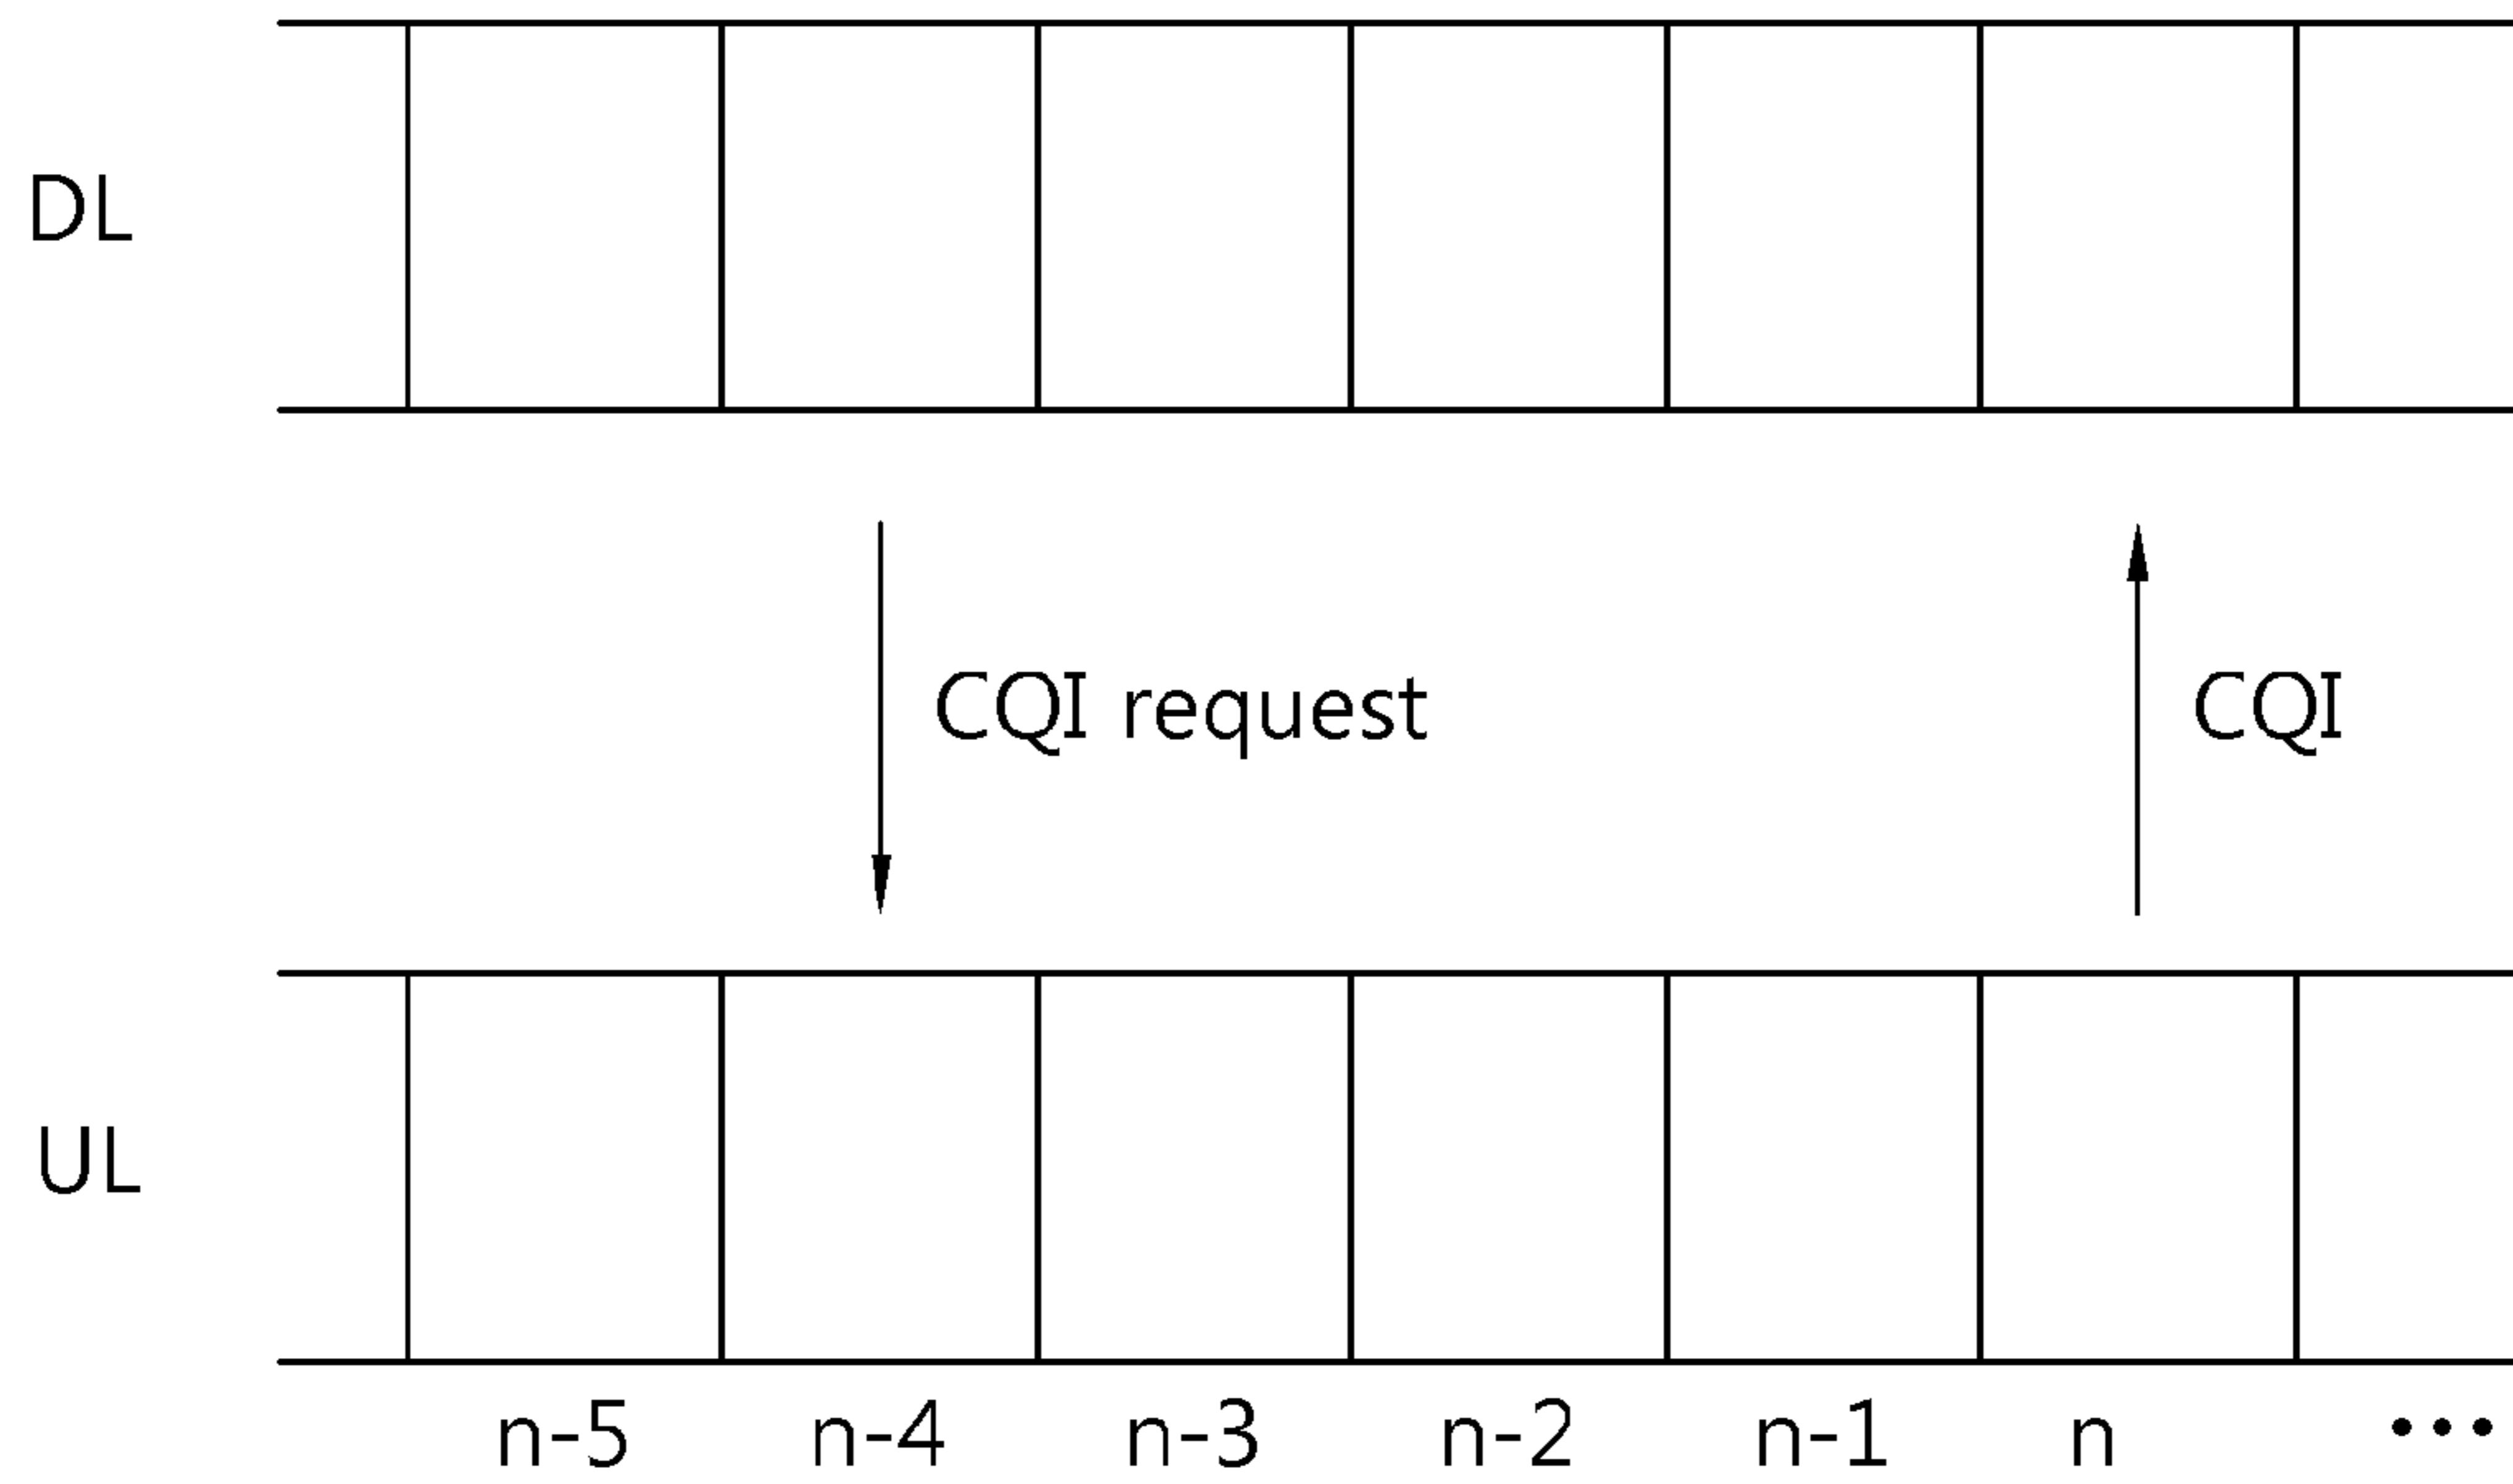 DL
CQI request
CQI
UL
n-5 n-4 n-3 n-2 n-1 n •••